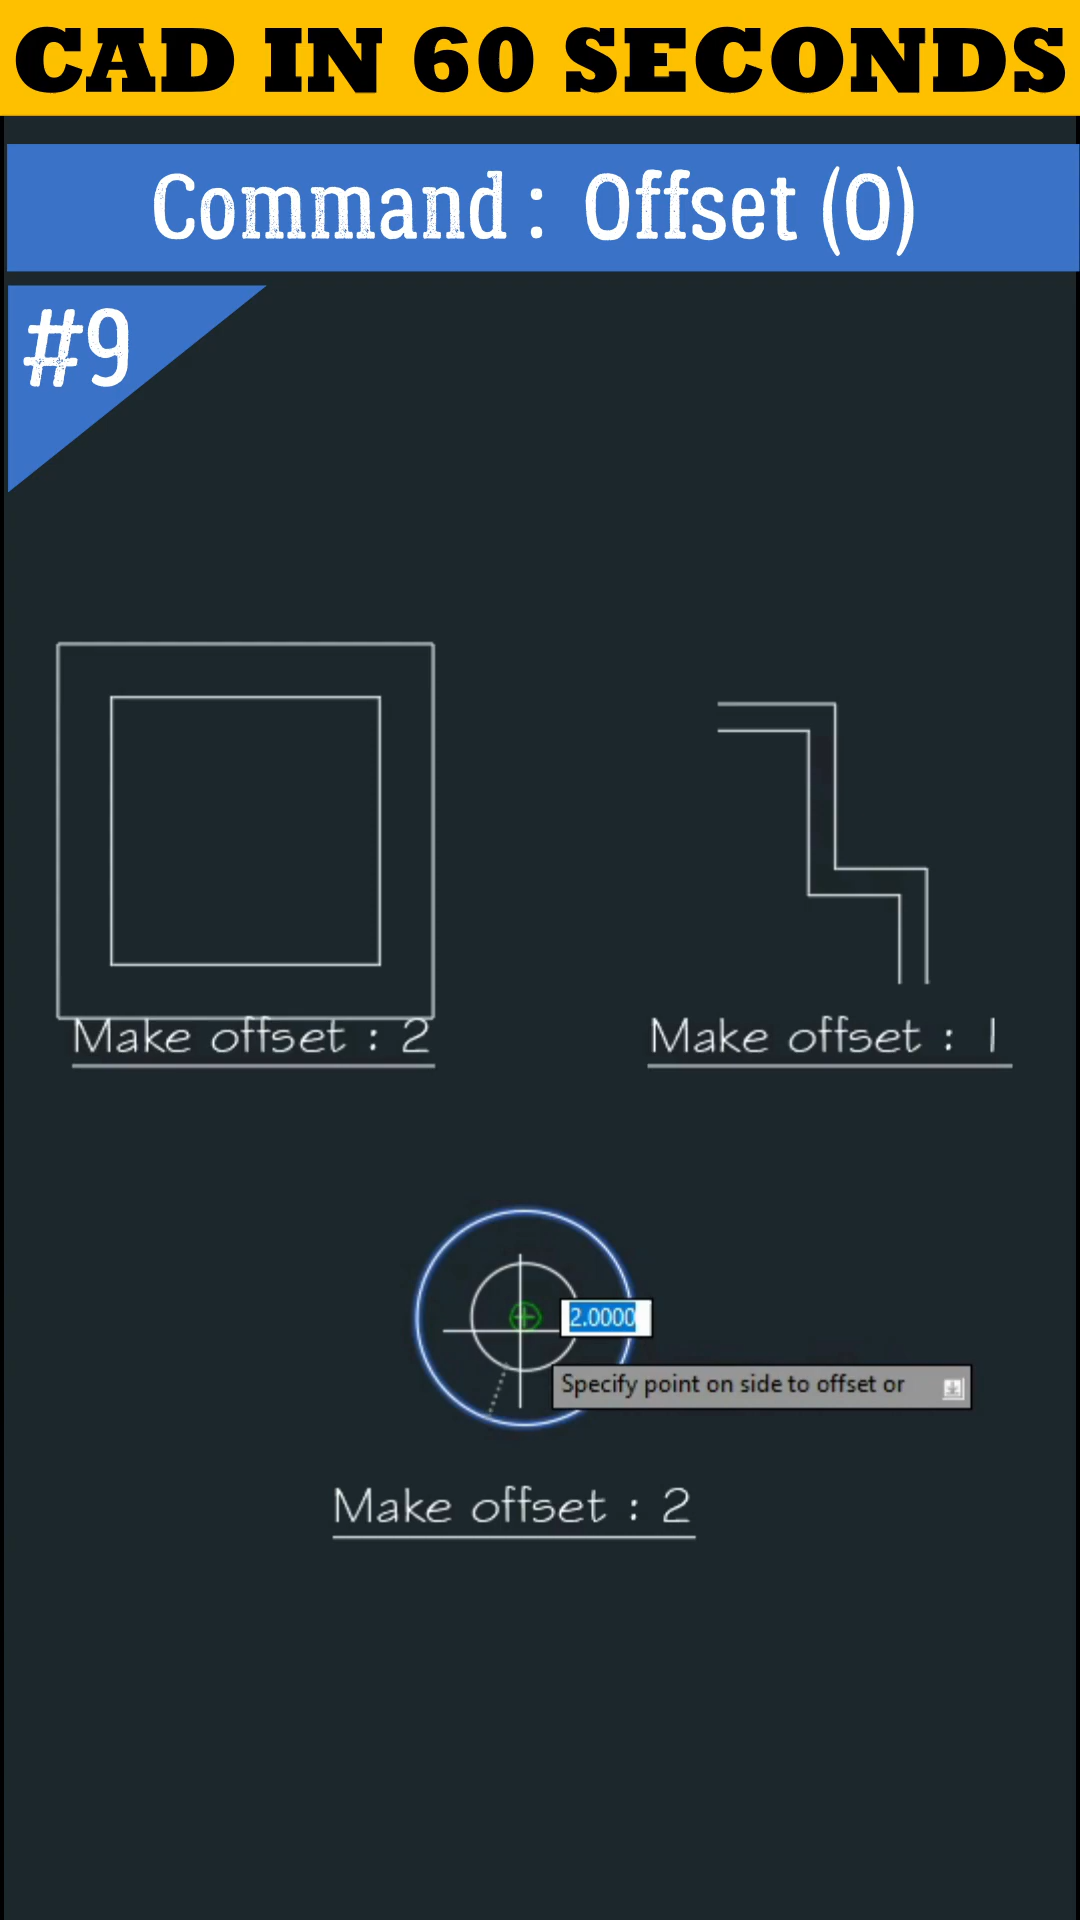 CAD IN 60 SECONDS
Command : Offset (O)
#9
Make offset : 2
Make offset : 1
2.0000
Specify point on side to offset or
Make offset : 2